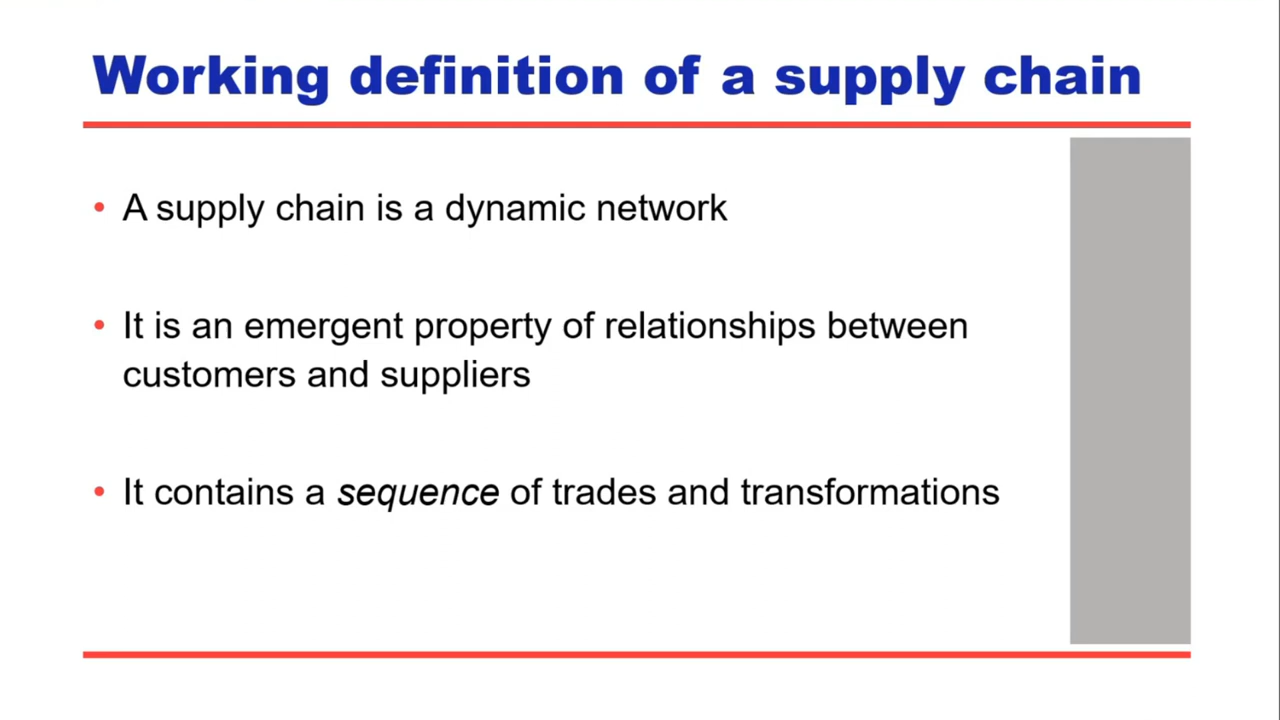 Working definition of a supply chain
• A supply chain is a dynamic network
• It is an emergent property of relationships between
customers and suppliers
• It contains a sequence of trades and transformations